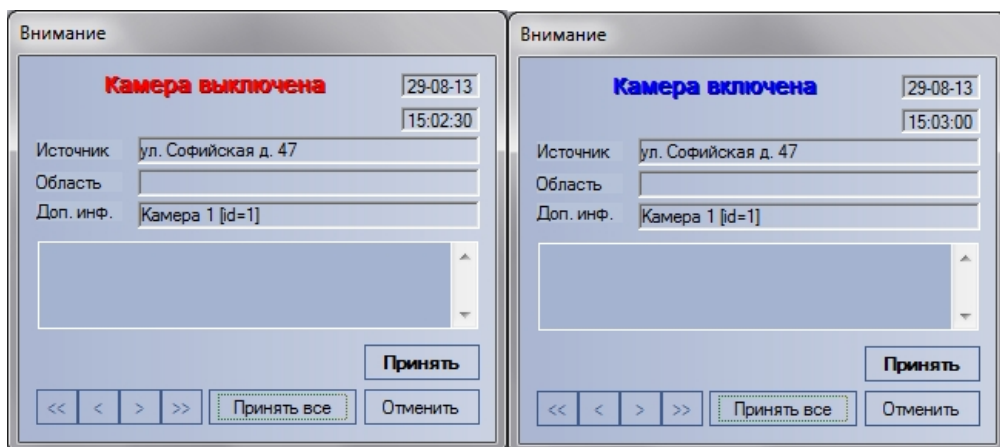 Внимание
Камера выключена
29-08-13
15:02:30
Источник ул. Софийская д. 47
Область
Доп. инф. Камера 1 [id=1]
Принять
<< < > >> Принять все Отменить
Внимание
Камера включена
29-08-13
15:03:00
Источник ул. Софийская д. 47
Область
Доп. инф. Камера 1 [id=1]
Принять
<< < > >> Принять все Отменить